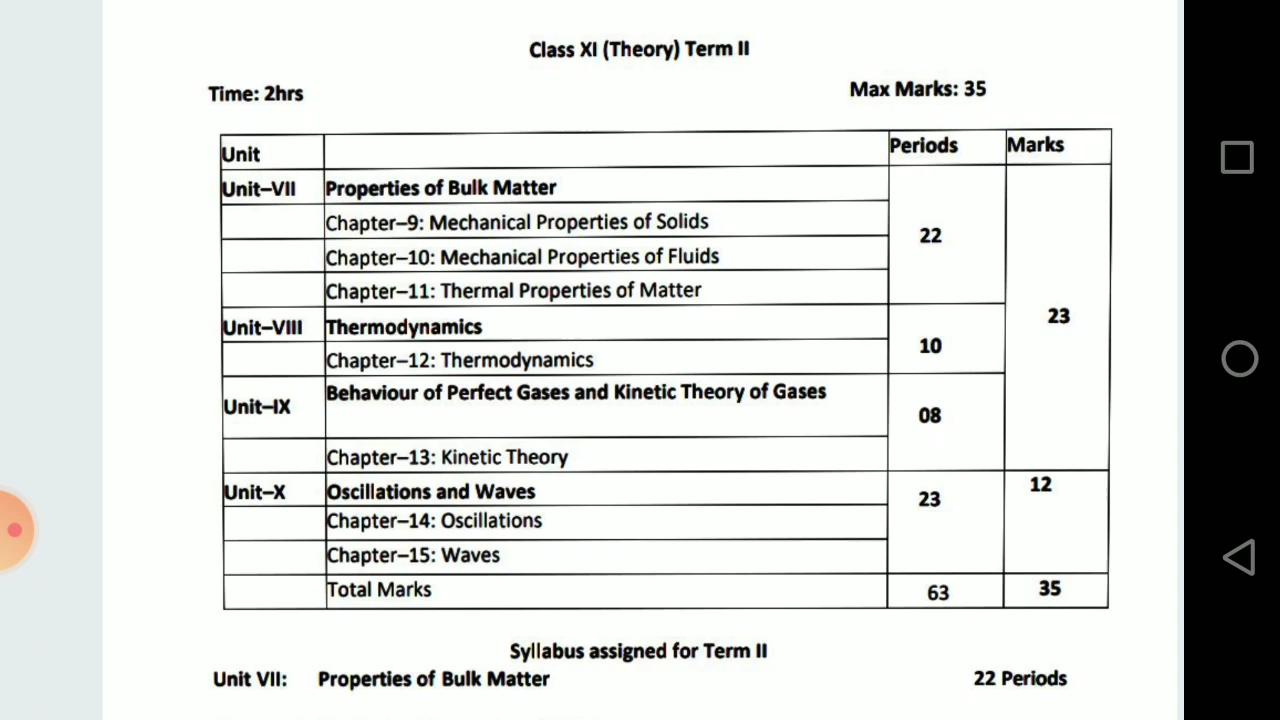 Class XI (Theory) Term II
Time: 2hrs Max Marks: 35
Unit Periods Marks
Unit–VII Properties of Bulk Matter
Chapter–9: Mechanical Properties of Solids
22
Chapter–10: Mechanical Properties of Fluids
Chapter–11: Thermal Properties of Matter
23
Unit–VIII Thermodynamics
10
Chapter–12: Thermodynamics
Unit–IX Behaviour of Perfect Gases and Kinetic Theory of Gases
08
Chapter–13: Kinetic Theory
Unit–X Oscillations and Waves 23 12
Chapter–14: Oscillations
Chapter–15: Waves
Total Marks 63 35
Syllabus assigned for Term II
Unit VII: Properties of Bulk Matter 22 Periods